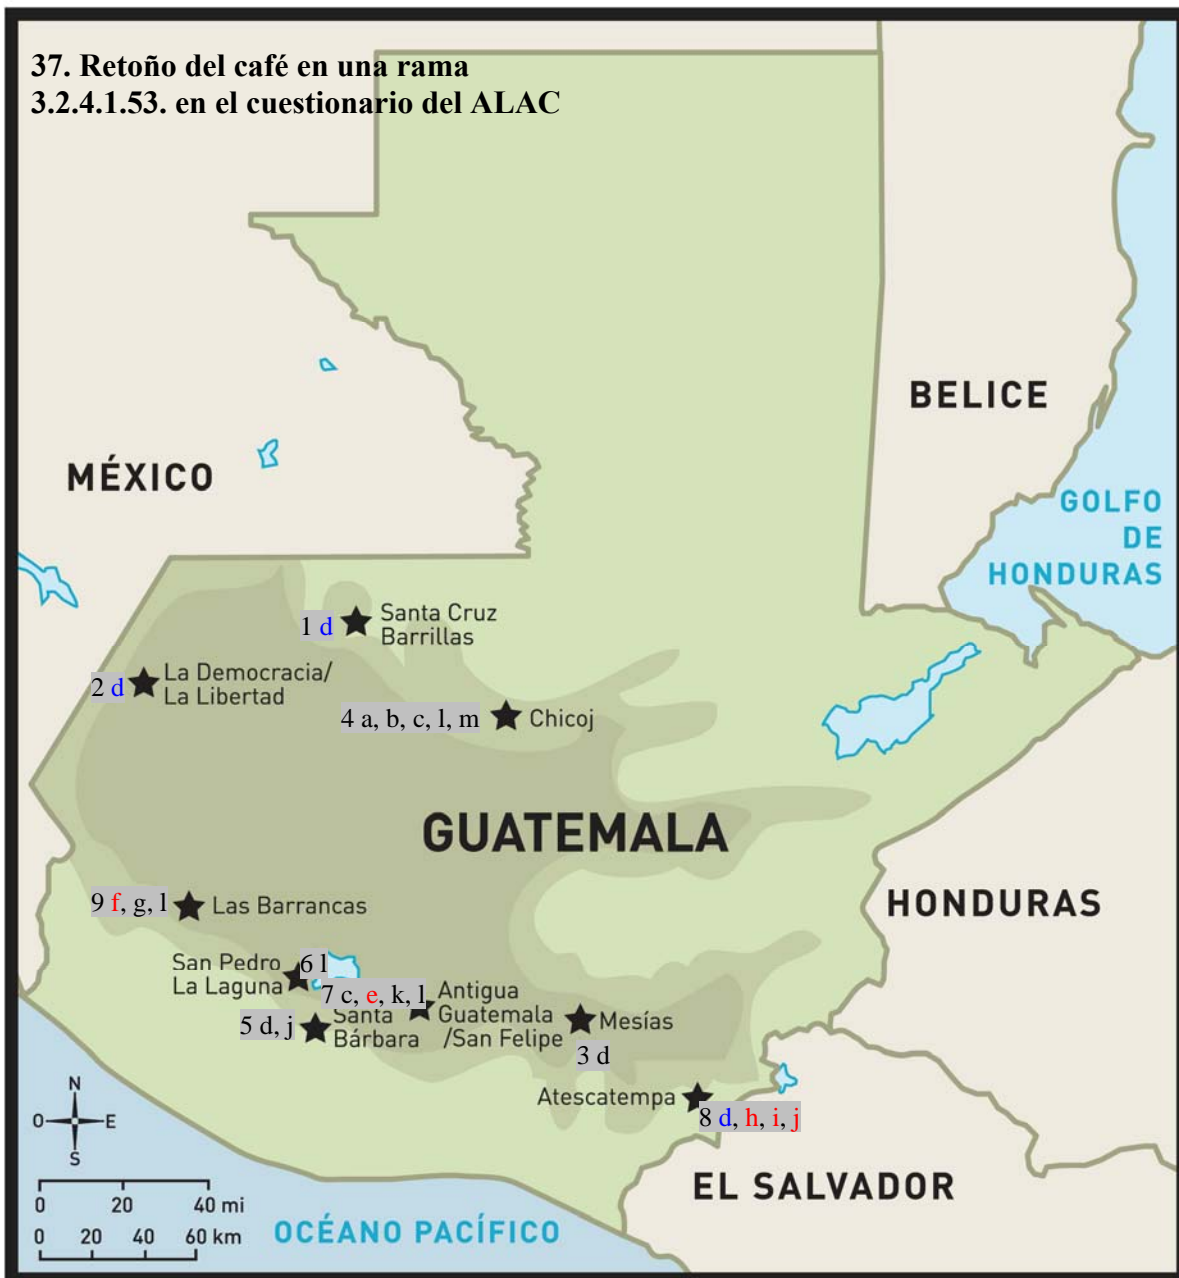 37. Retoño del café en una rama
3.2.4.1.53. en el cuestionario del ALAC
BELICE
MÉXICO
GOLFO
DE
HONDURAS
1 d
Santa Cruz
Barrillas
2 d
La Democracia/
La Libertad
4 a, b, c, l, m
Chicoj
GUATEMALA
HONDURAS
9 f, g, l
Las Barrancas
San Pedro
La Laguna
6 l
7 c, e, k, l
Antigua
Guatemala
/San Felipe
5 d, j
Santa
Bárbara
Mesías
3 d
Atescatempa
8 d, h, i, j
N
O
E
S
EL SALVADOR
0 20 40 mi
0 20 40 60 km
OCÉANO PACÍFICO